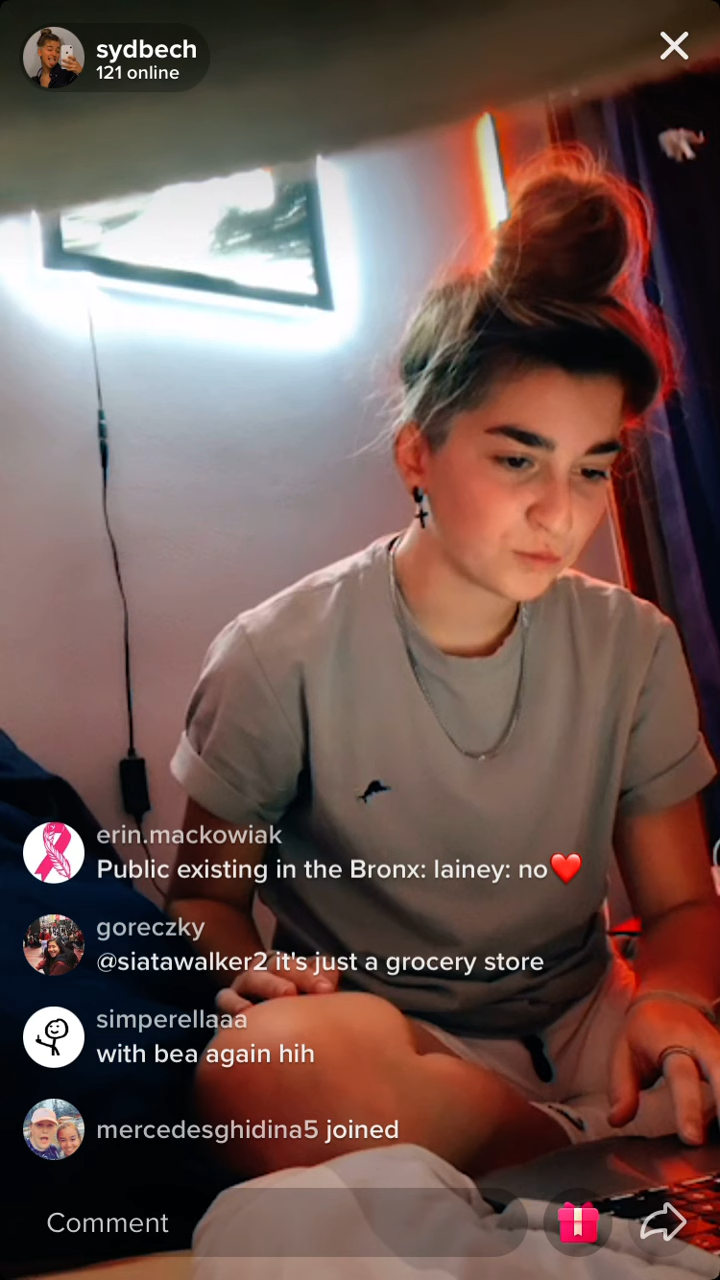 sydbech
121 online
erin.mackowiak
Public existing in the Bronx: lainey: no❤️
goreczky
@siatawalker2 it's just a grocery store
simperellaaa
with bea again hih
mercedesghidina5 joined
Comment